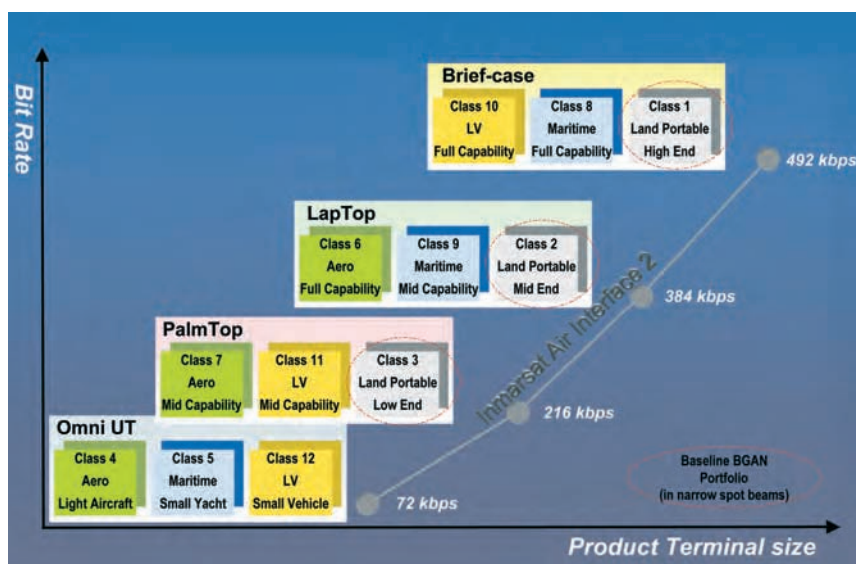 Bit Rate
Brief-case
Class 10
LV
Full Capability
Class 8
Maritime
Full Capability
Class 1
Land Portable
High End
492 kbps
LapTop
Class 6
Aero
Full Capability
Class 9
Maritime
Mid Capability
Class 2
Land Portable
Mid End
384 kbps
Inmarsat Air Interface 2
PalmTop
Class 7
Aero
Mid Capability
Class 11
LV
Mid Capability
Class 3
Land Portable
Low End
216 kbps
Omni UT
Class 4
Aero
Light Aircraft
Class 5
Maritime
Small Yacht
Class 12
LV
Small Vehicle
72 kbps
Baseline BGAN
Portfolio
(in narrow spot beams)
Product Terminal size